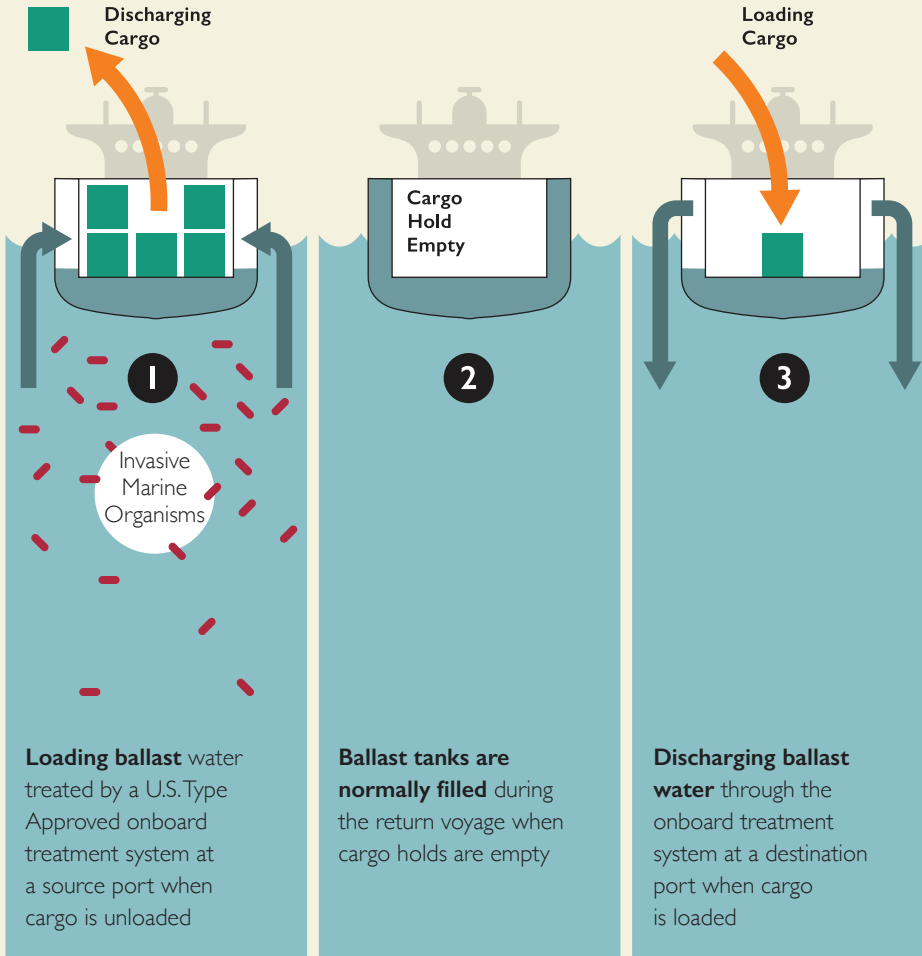 Discharging
Cargo
Loading
Cargo
Cargo
Hold
Empty
1
2
3
Invasive
Marine
Organisms
Loading ballast water
treated by a U.S. Type
Approved onboard
treatment system at
a source port when
cargo is unloaded
Ballast tanks are
normally filled during
the return voyage when
cargo holds are empty
Discharging ballast
water through the
onboard treatment
system at a destination
port when cargo
is loaded